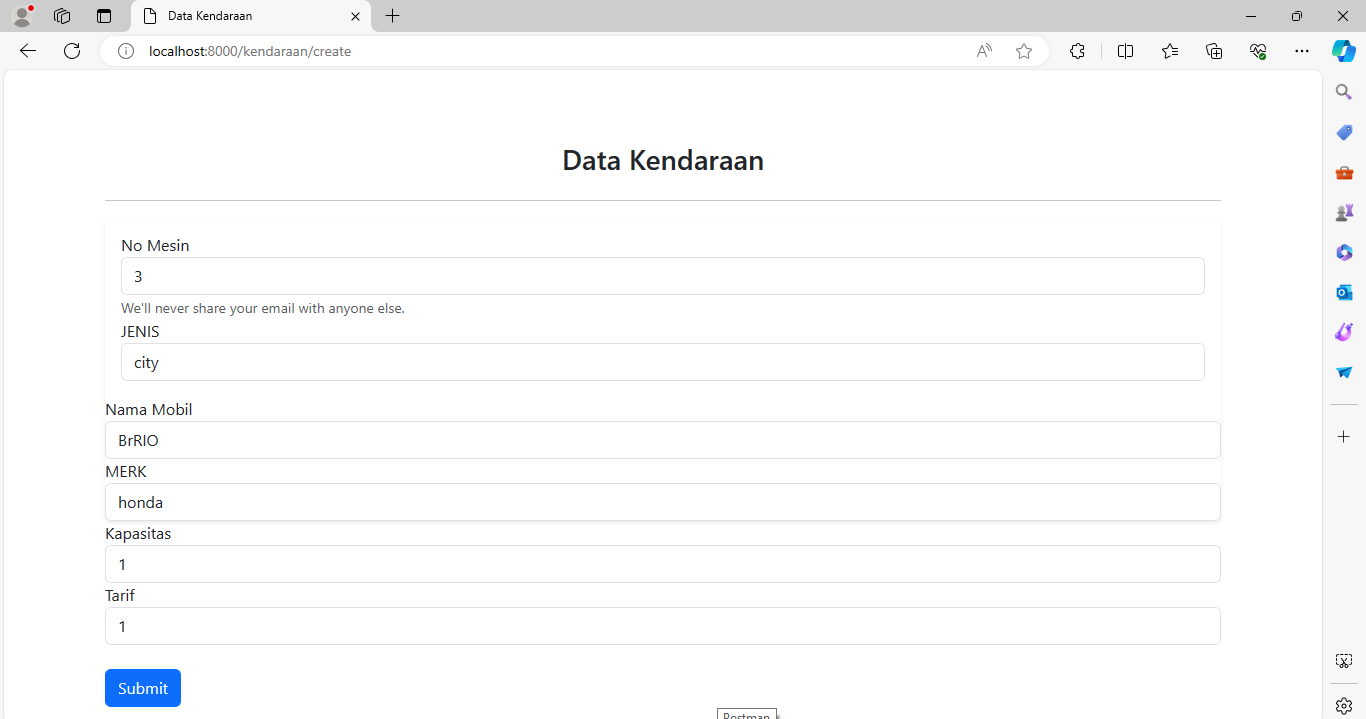 Data Kendaraan
localhost:8000/kendaraan/create
Data Kendaraan
No Mesin
3
We'll never share your email with anyone else.
JENIS
city
Nama Mobil
BrRIO
MERK
honda
Kapasitas
1
Tarif
1
Submit
Postman